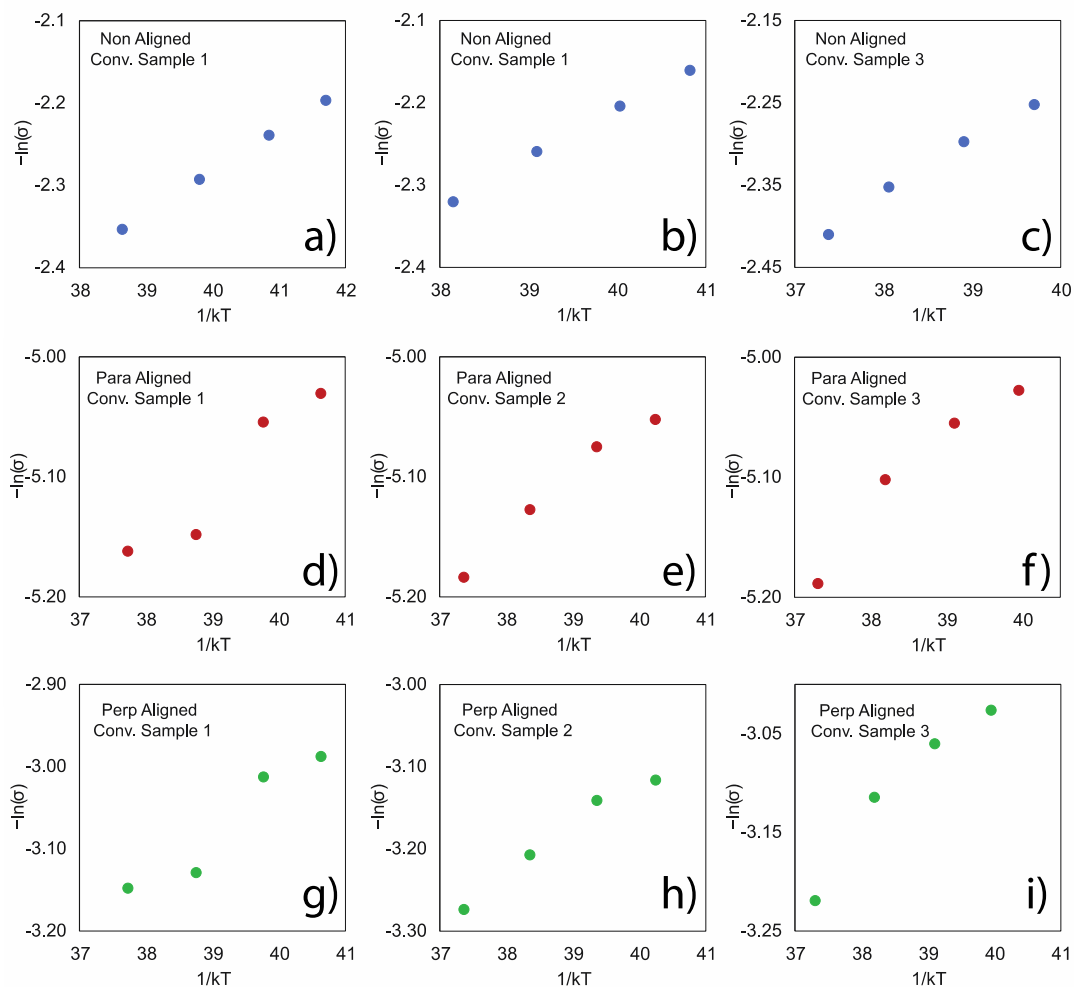 -2.1
-2.2
-2.3
-2.4
−ln(σ)
Non Aligned
Conv. Sample 1
a)
38 39 40 41 42
1/kT
-2.1
-2.2
-2.3
-2.4
−ln(σ)
Non Aligned
Conv. Sample 1
b)
38 39 40 41
1/kT
-2.15
-2.25
-2.35
-2.45
−ln(σ)
Non Aligned
Conv. Sample 3
c)
37 38 39 40
1/kT
-5.00
-5.10
-5.20
−ln(σ)
Para Aligned
Conv. Sample 1
d)
37 38 39 40 41
1/kT
-5.00
-5.10
-5.20
−ln(σ)
Para Aligned
Conv. Sample 2
e)
37 38 39 40 41
1/kT
-5.00
-5.10
-5.20
−ln(σ)
Para Aligned
Conv. Sample 3
f)
37 38 39 40
1/kT
-2.90
-3.00
-3.10
-3.20
−ln(σ)
Perp Aligned
Conv. Sample 1
g)
37 38 39 40 41
1/kT
-3.00
-3.10
-3.20
-3.30
−ln(σ)
Perp Aligned
Conv. Sample 2
h)
37 38 39 40 41
1/kT
-3.05
-3.15
-3.25
−ln(σ)
Perp Aligned
Conv. Sample 3
i)
37 38 39 40 41
1/kT